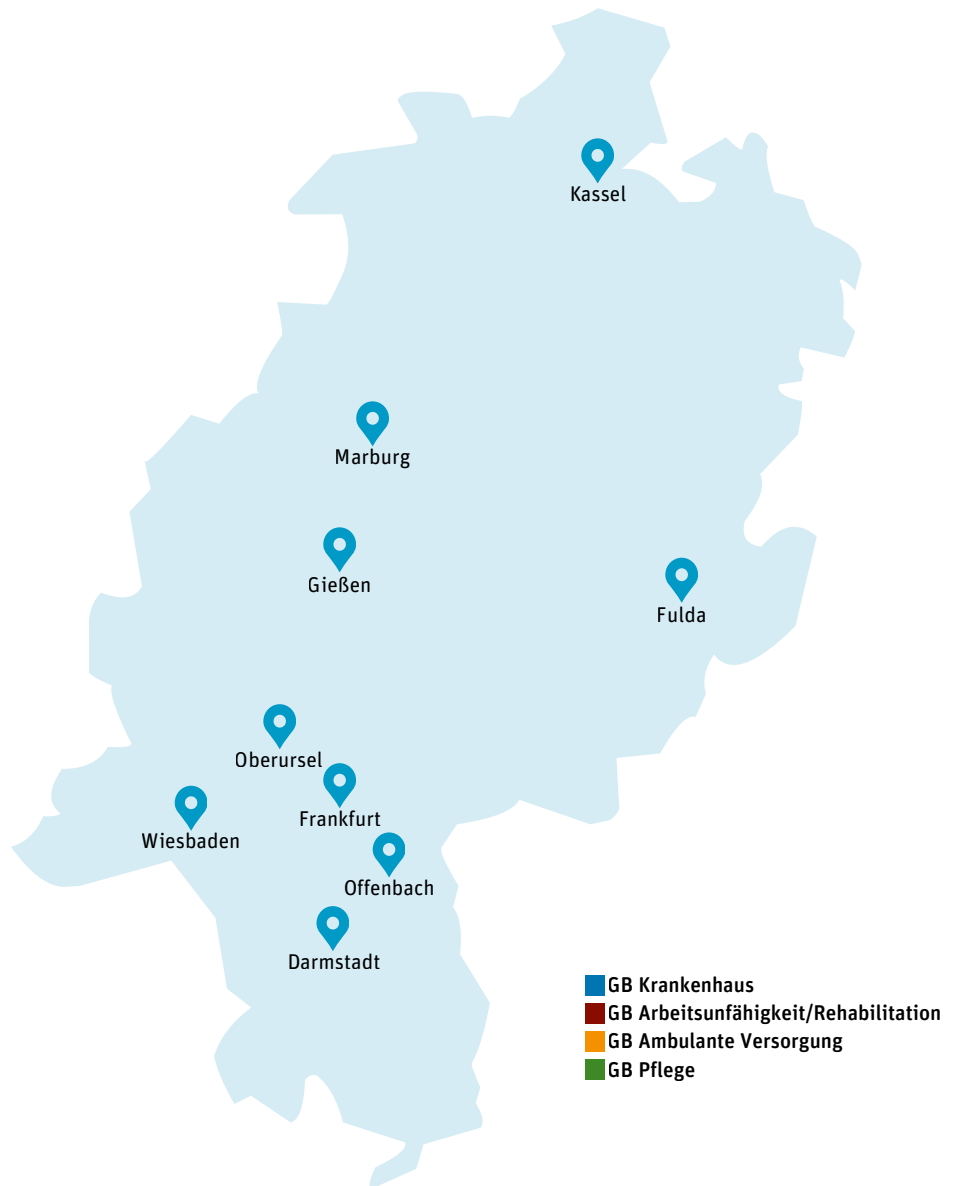 Kassel
Marburg
Gießen
Fulda
Oberursel
Frankfurt
Wiesbaden
Offenbach
Darmstadt
GB Krankenhaus
GB Arbeitsunfähigkeit/Rehabilitation
GB Ambulante Versorgung
GB Pflege